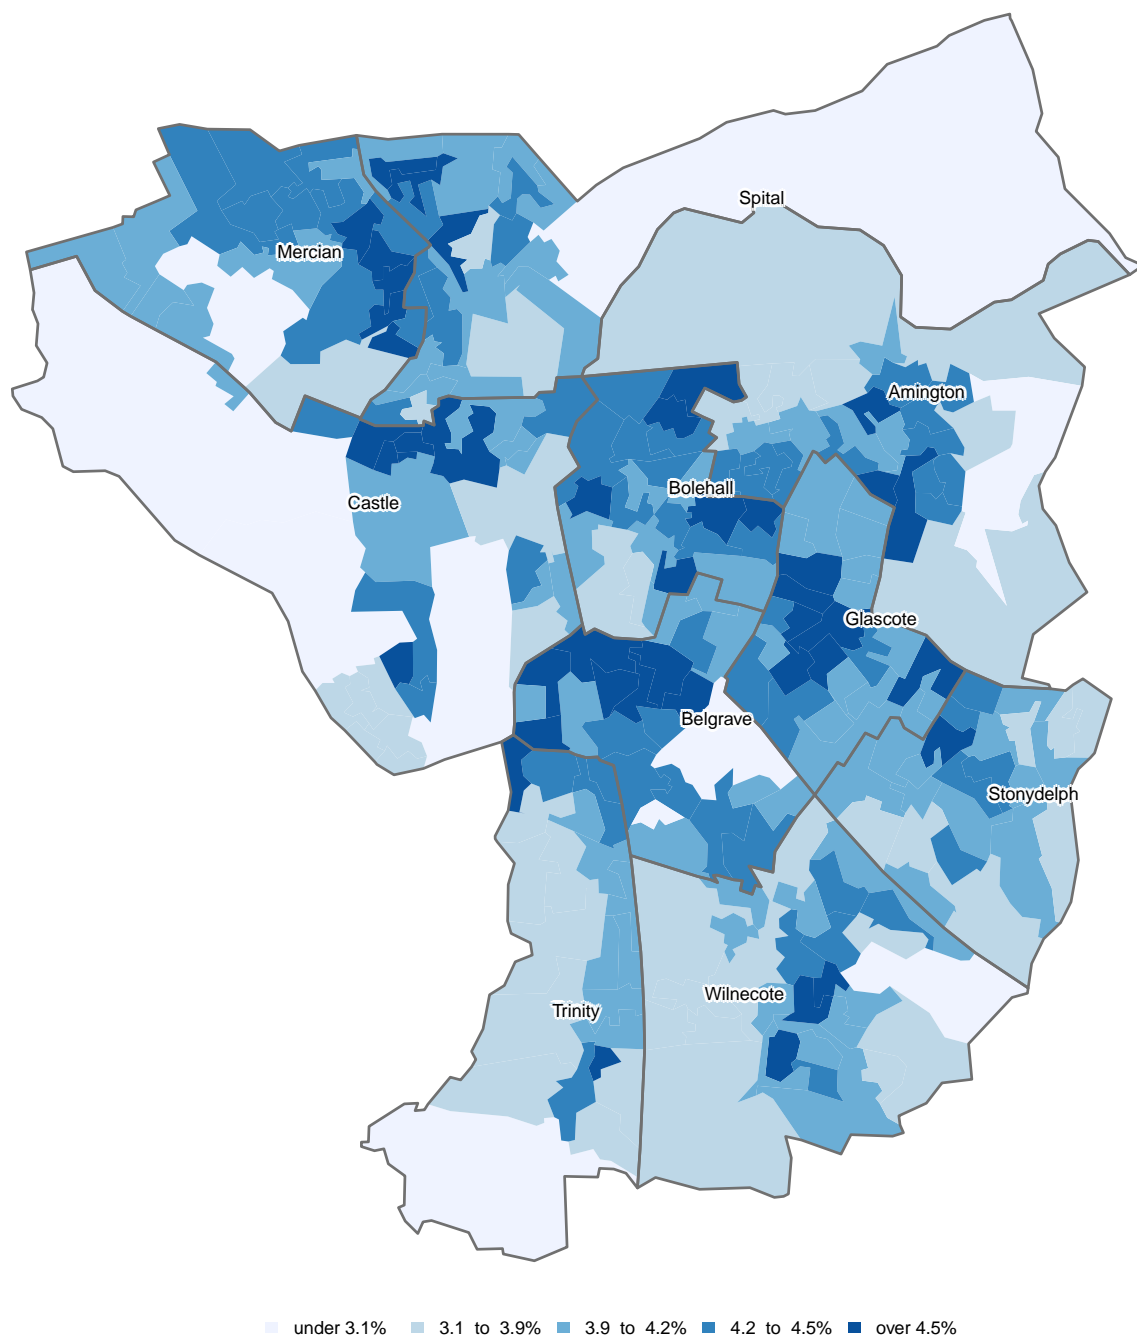 Spital
Mercian
Amington
Bolehall
Castle
Glascote
Belgrave
Stonydelph
Wilnecote
Trinity
under 3.1% 3.1 to 3.9% 3.9 to 4.2% 4.2 to 4.5% over 4.5%